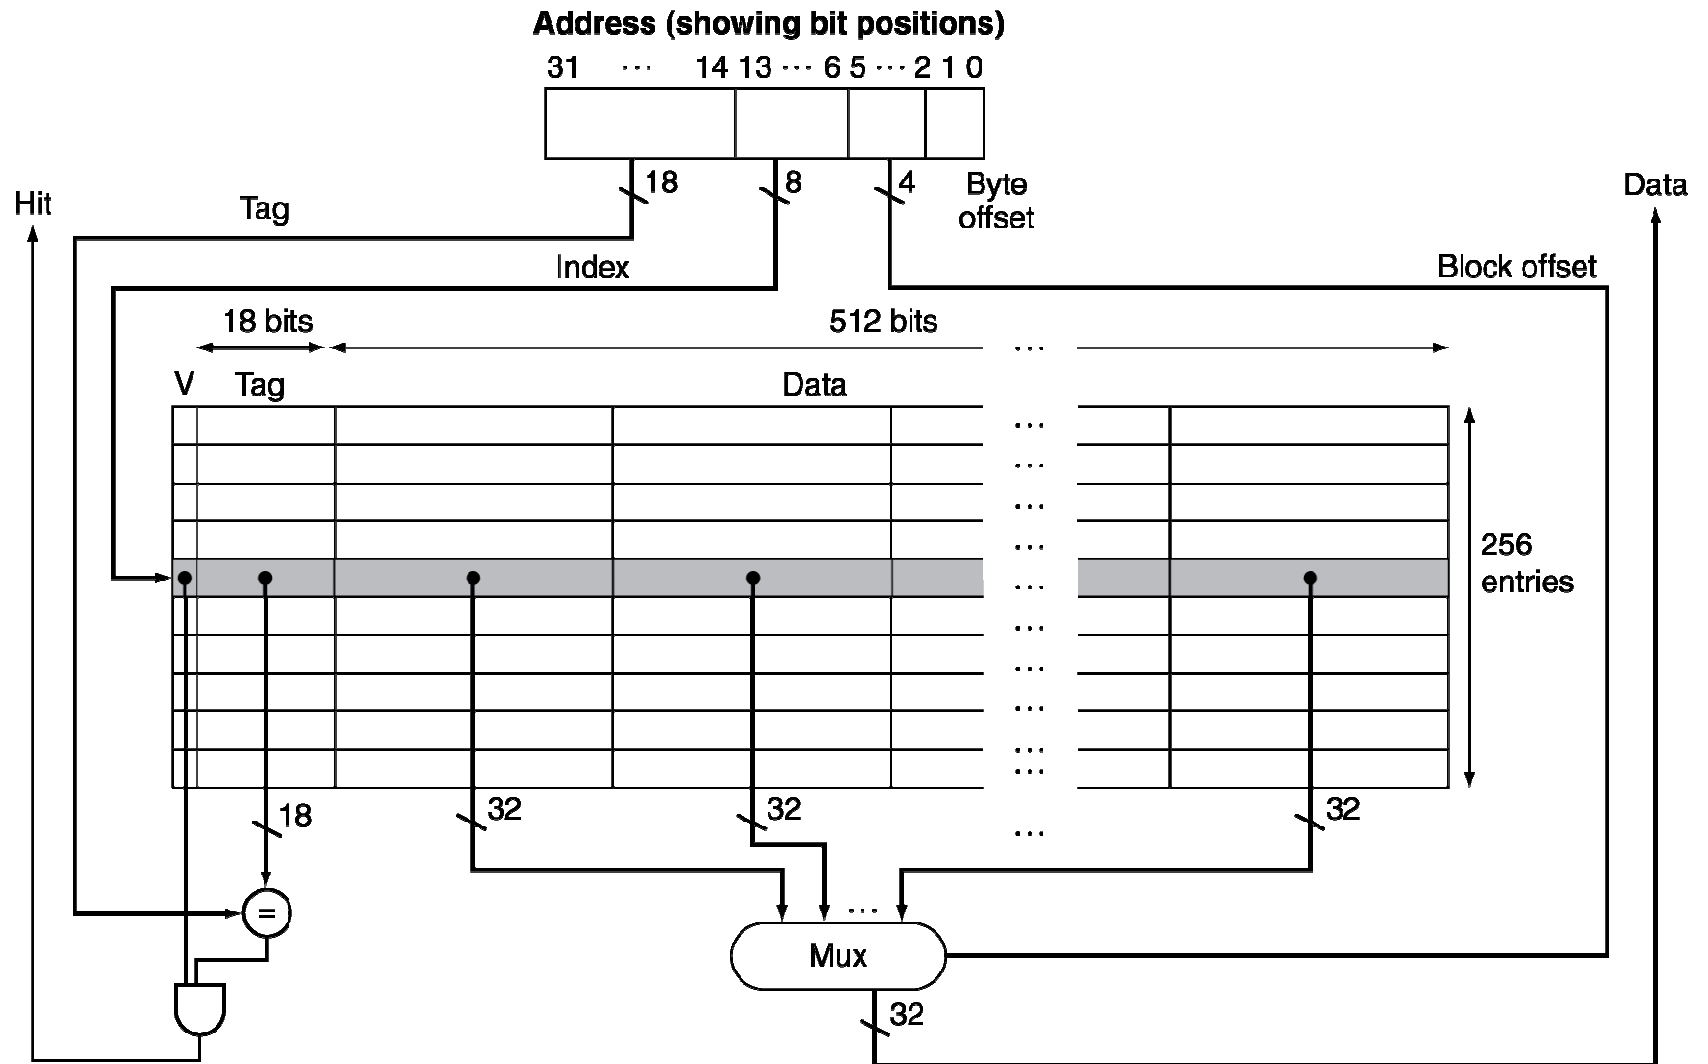 Address (showing bit positions)
31 ... 14 13 ... 6 5 ... 2 1 0
18
8
4
Byte
offset
Hit
Tag
Data
Index
Block offset
18 bits
512 bits
...
V
Tag
Data
...
...
...
...
...
...
...
...
...
...
256
entries
18
32
32
...
32
=
...
Mux
32